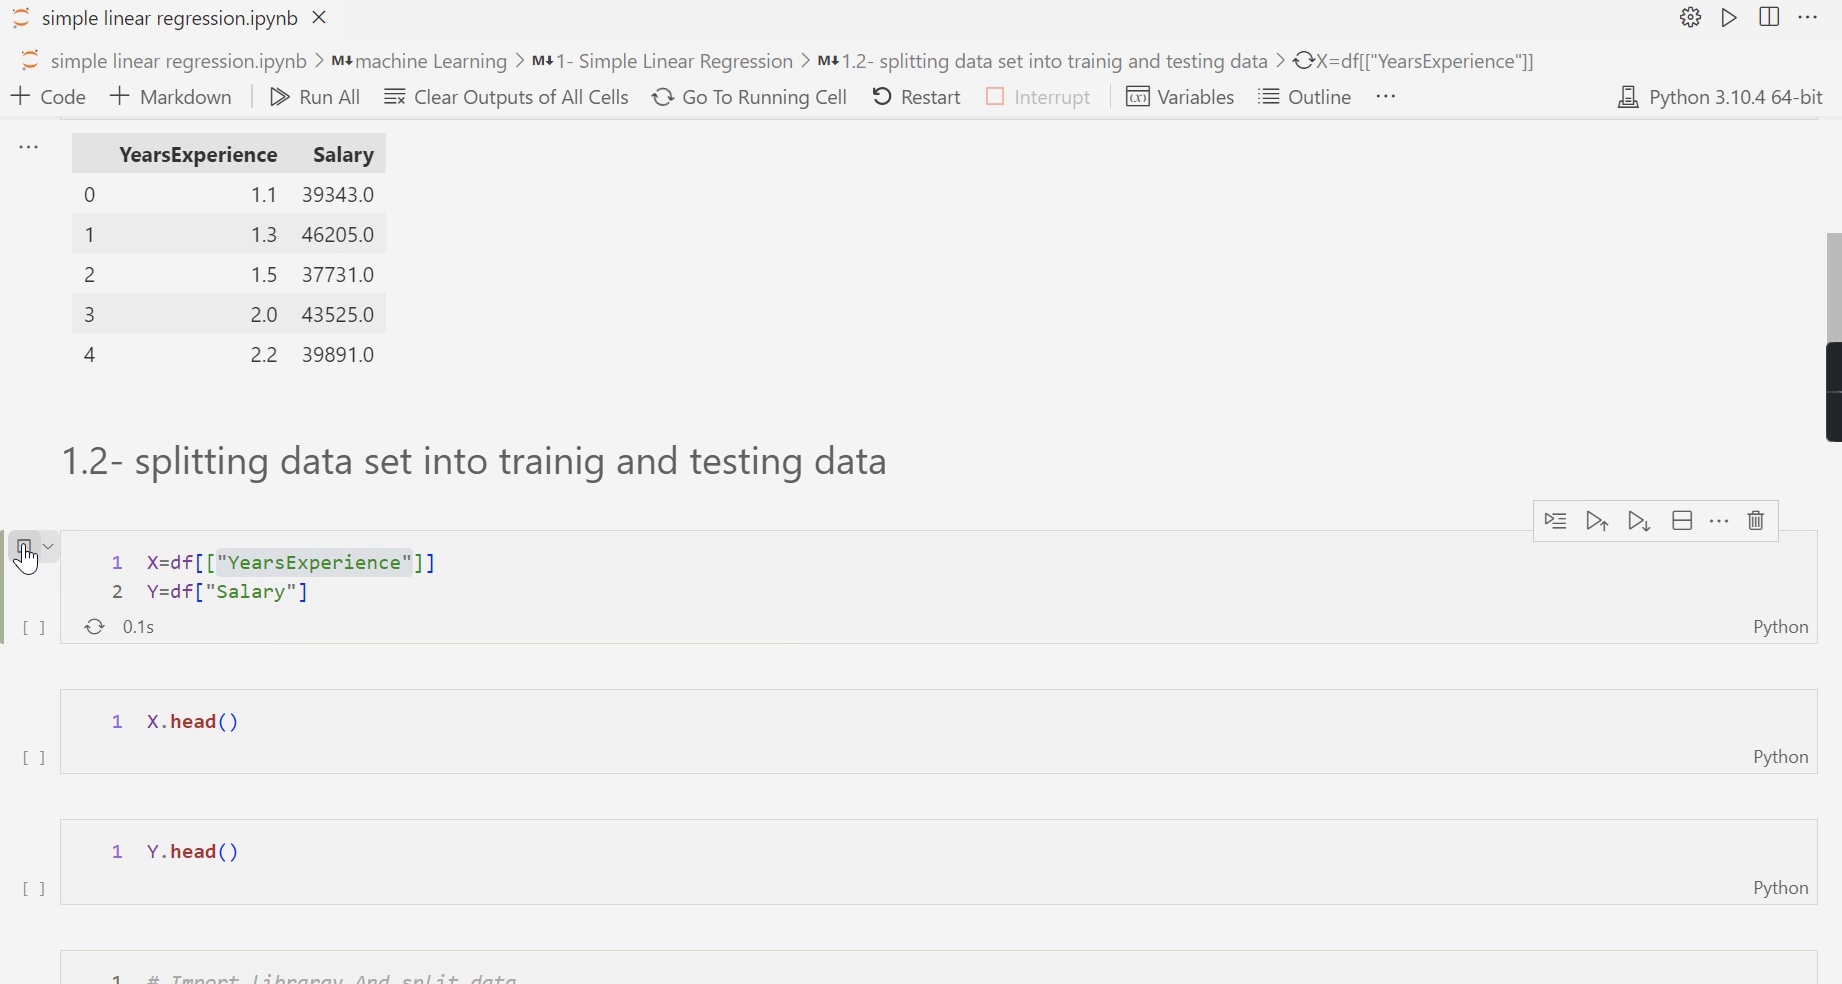 simple linear regression.ipynb
simple linear regression.ipynb > M↓ machine Learning > M↓ 1- Simple Linear Regression > M↓ 1.2- splitting data set into trainig and testing data > X=df[["YearsExperience"]]
+ Code + Markdown Run All Clear Outputs of All Cells Go To Running Cell Restart Interrupt Variables Outline ... Python 3.10.4 64-bit
...
YearsExperience Salary
0 1.1 39343.0
1 1.3 46205.0
2 1.5 37731.0
3 2.0 43525.0
4 2.2 39891.0
1.2- splitting data set into trainig and testing data
1 X=df[["YearsExperience"]]
2 Y=df["Salary"]
[ ] 0.1s Python
1 X.head()
[ ] Python
1 Y.head()
[ ] Python
1 # Import libraray And split data